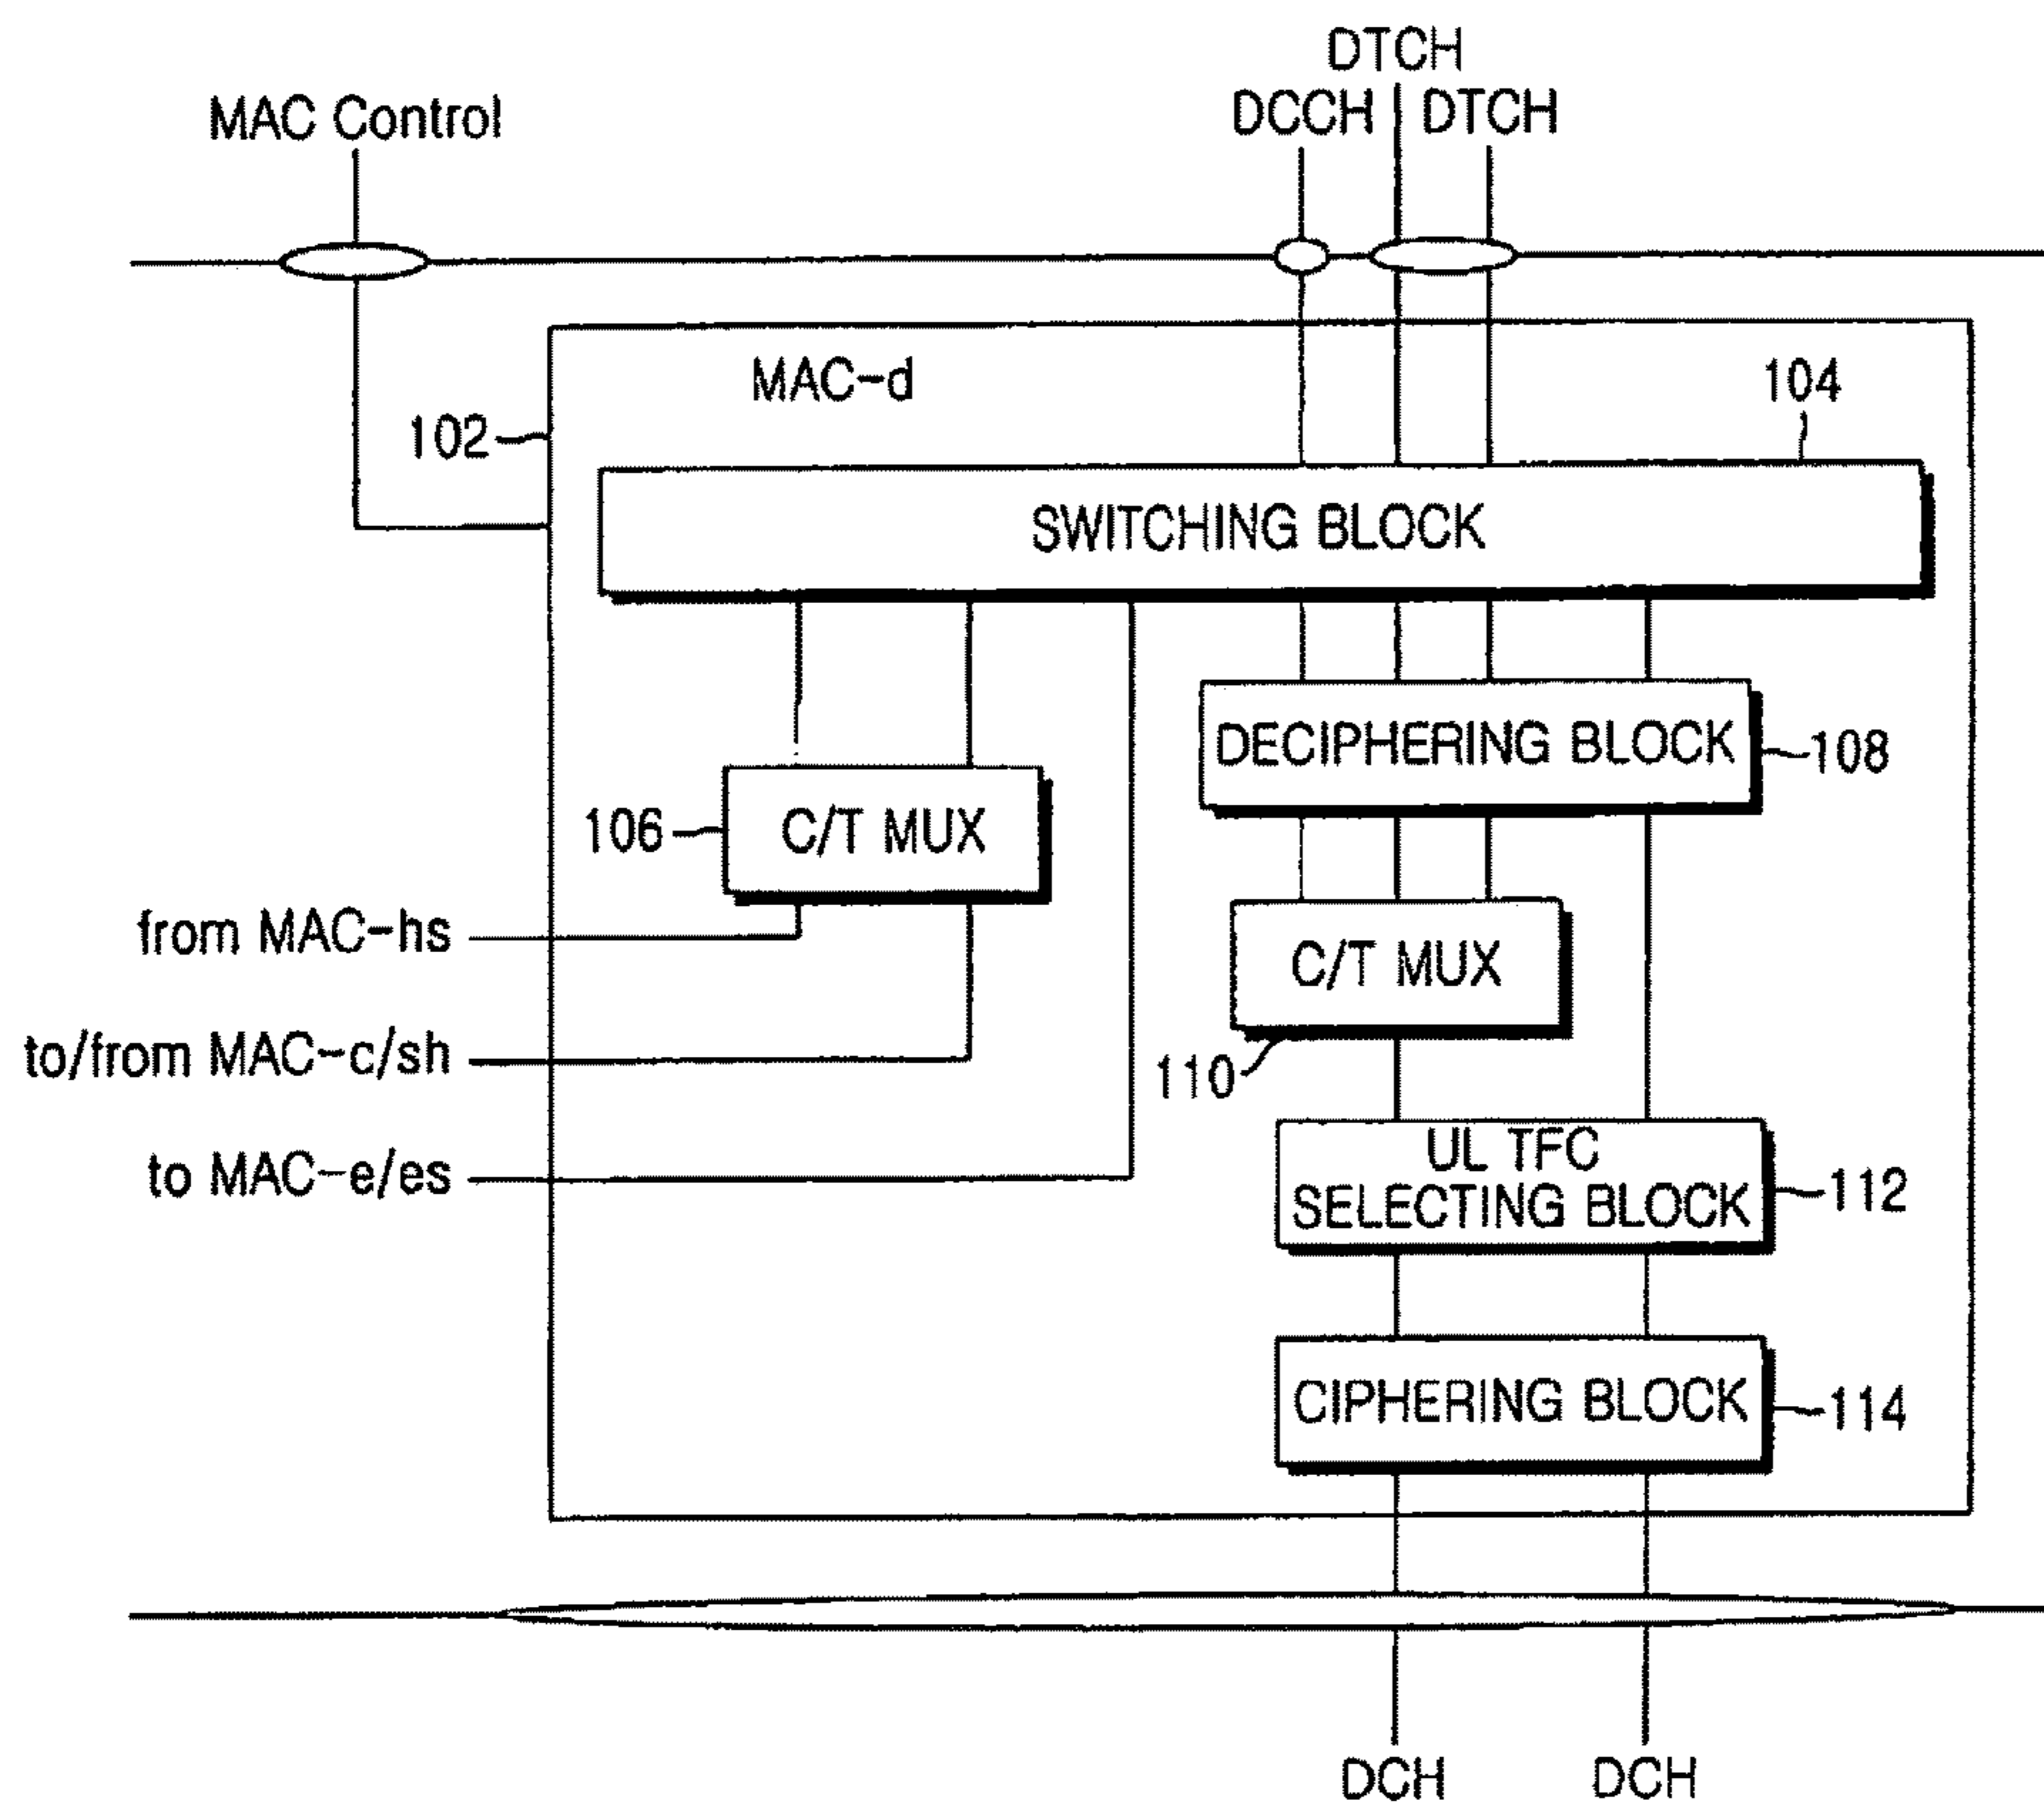 DTCH
MAC Control
DCCH
DTCH
MAC-d
104
102
SWITCHING BLOCK
DECIPHERING BLOCK
108
106
C/T MUX
from MAC-hs
C/T MUX
to/from MAC-c/sh
110
UL TFC
SELECTING BLOCK
112
to MAC-e/es
CIPHERING BLOCK
114
DCH
DCH